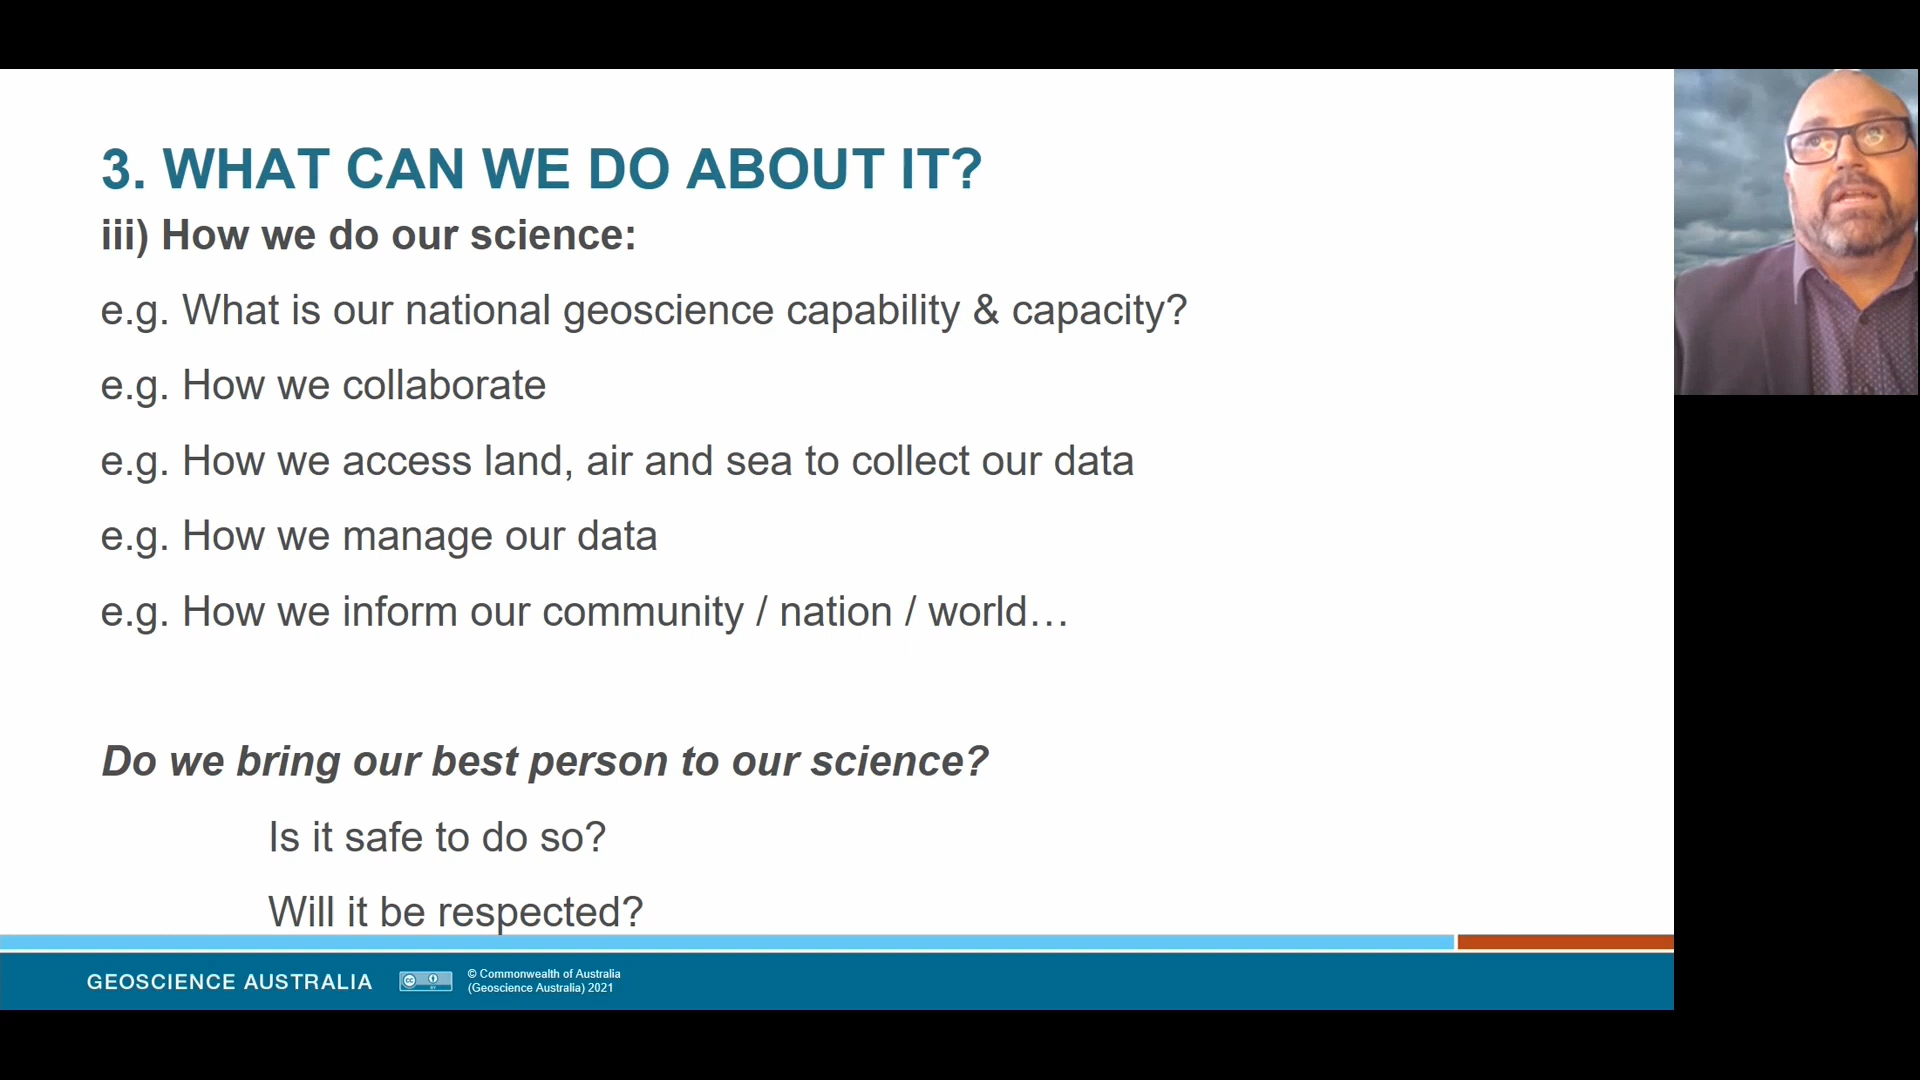 3. WHAT CAN WE DO ABOUT IT?
iii) How we do our science:
e.g. What is our national geoscience capability & capacity?
e.g. How we collaborate
e.g. How we access land, air and sea to collect our data
e.g. How we manage our data
e.g. How we inform our community / nation / world…
Do we bring our best person to our science?
Is it safe to do so?
Will it be respected?
GEOSCIENCE AUSTRALIA
© Commonwealth of Australia
(Geoscience Australia) 2021